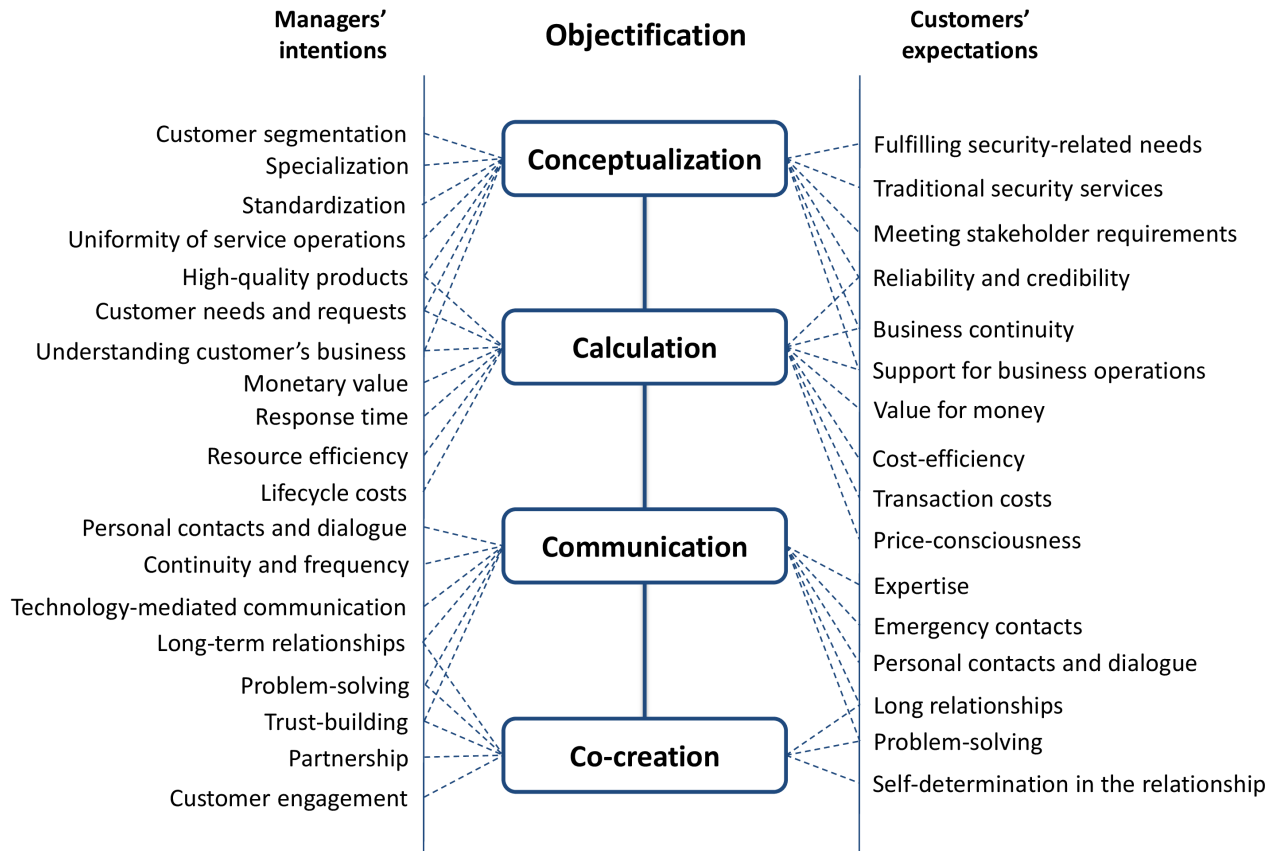 Managers’
intentions
Objectification
Customers’
expectations
Customer segmentation
Specialization
Standardization
Uniformity of service operations
High-quality products
Customer needs and requests
Understanding customer’s business
Monetary value
Response time
Resource efficiency
Lifecycle costs
Personal contacts and dialogue
Continuity and frequency
Technology-mediated communication
Long-term relationships
Problem-solving
Trust-building
Partnership
Customer engagement
Conceptualization
Calculation
Communication
Co-creation
Fulfilling security-related needs
Traditional security services
Meeting stakeholder requirements
Reliability and credibility
Business continuity
Support for business operations
Value for money
Cost-efficiency
Transaction costs
Price-consciousness
Expertise
Emergency contacts
Personal contacts and dialogue
Long relationships
Problem-solving
Self-determination in the relationship